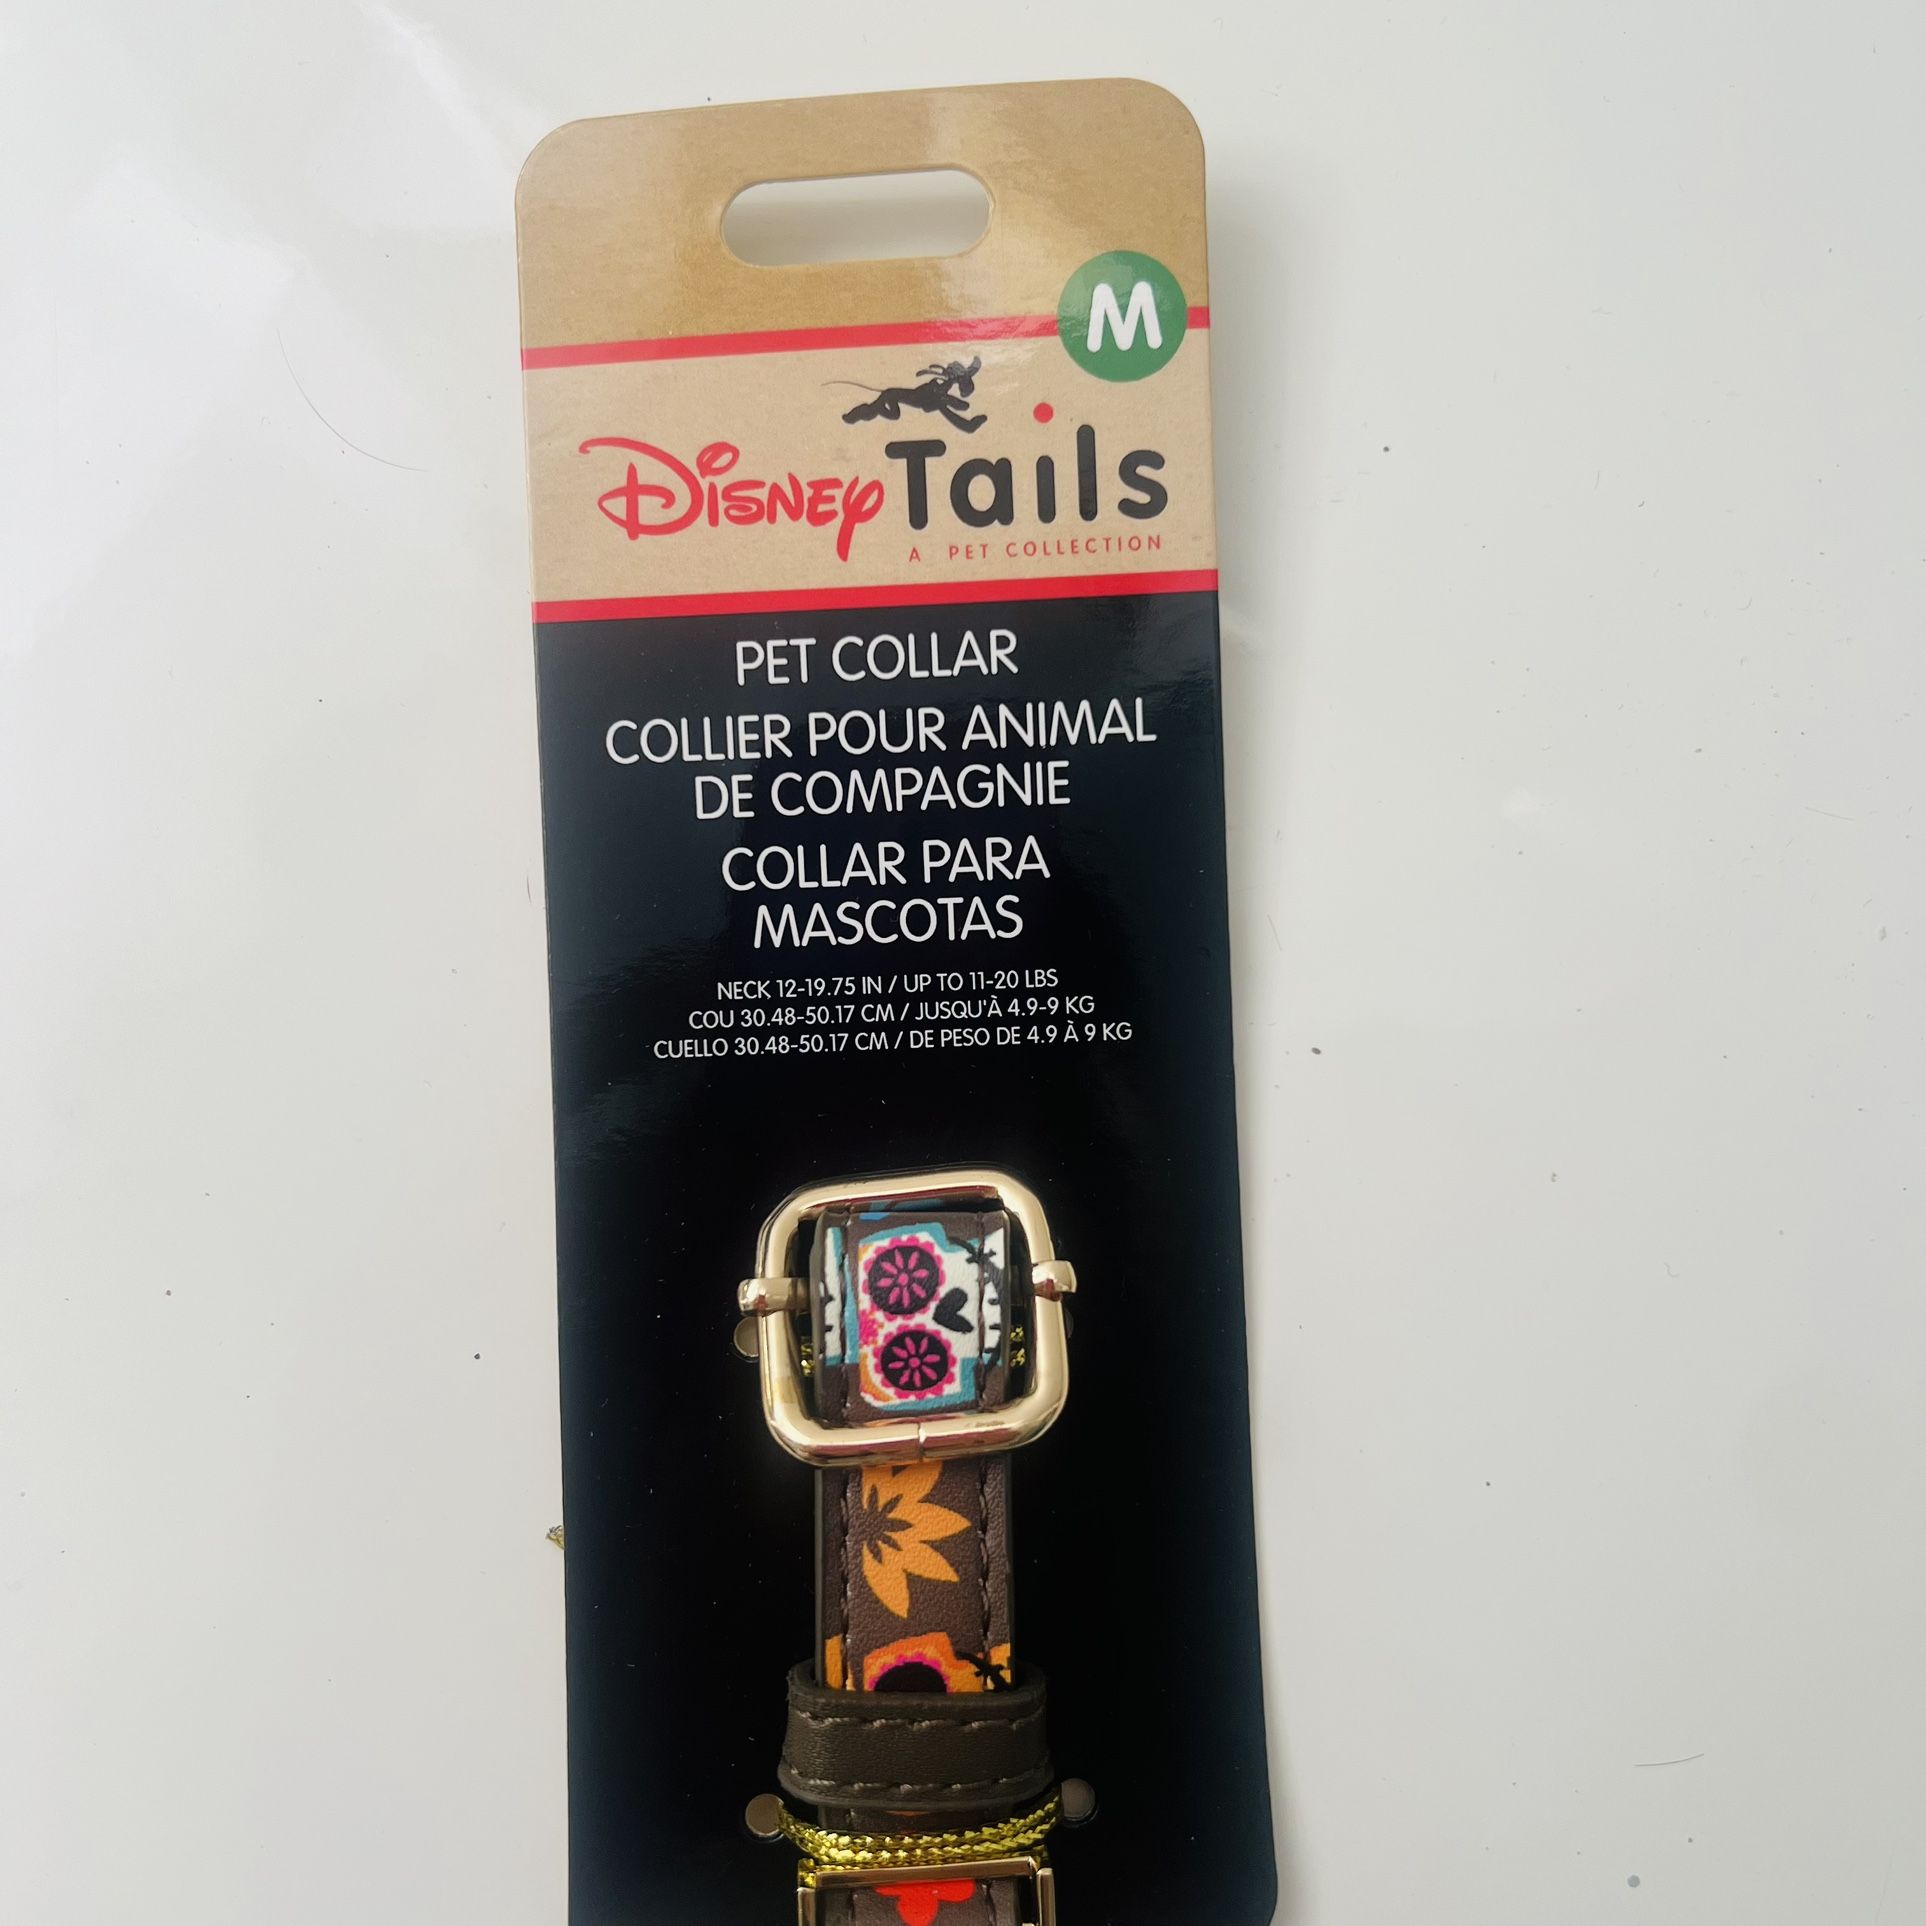 M
Disney Tails
A PET COLLECTION
PET COLLAR
COLLIER POUR ANIMAL
DE COMPAGNIE
COLLAR PARA
MASCOTAS
NECK 12-19.75 IN / UP TO 11-20 LBS
COU 30.48-50.17 CM / JUSQU'À 4.9-9 KG
CUELLO 30.48-50.17 CM / DE PESO DE 4.9 À 9 KG